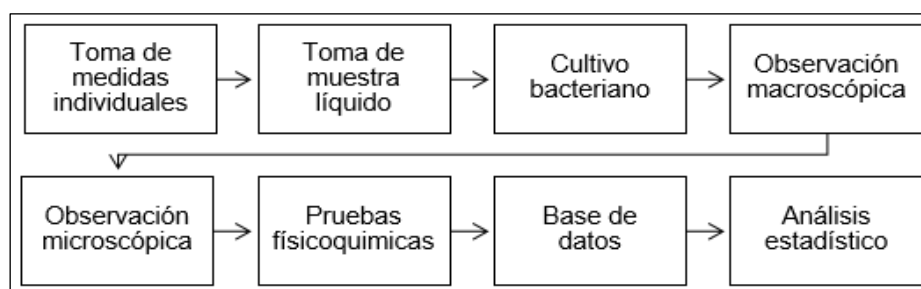 Toma de
medidas
individuales
Toma de
muestra
líquido
Cultivo
bacteriano
Observación
macroscópica
Observación
microscópica
Pruebas
físicoquimicas
Base de
datos
Análisis
estadístico